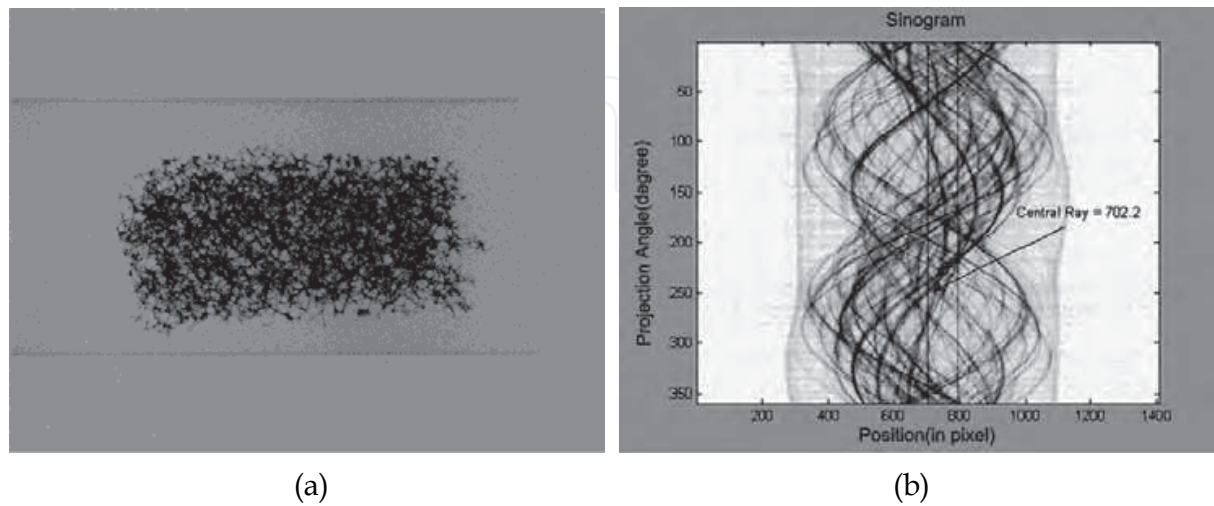 Sinogram
Projection Angle(dagree)
50
100
150
200
250
300
350
Central Ray = 702.2
200 400 600 800 1000 1200 1400
Position(in pixel)
(a) (b)